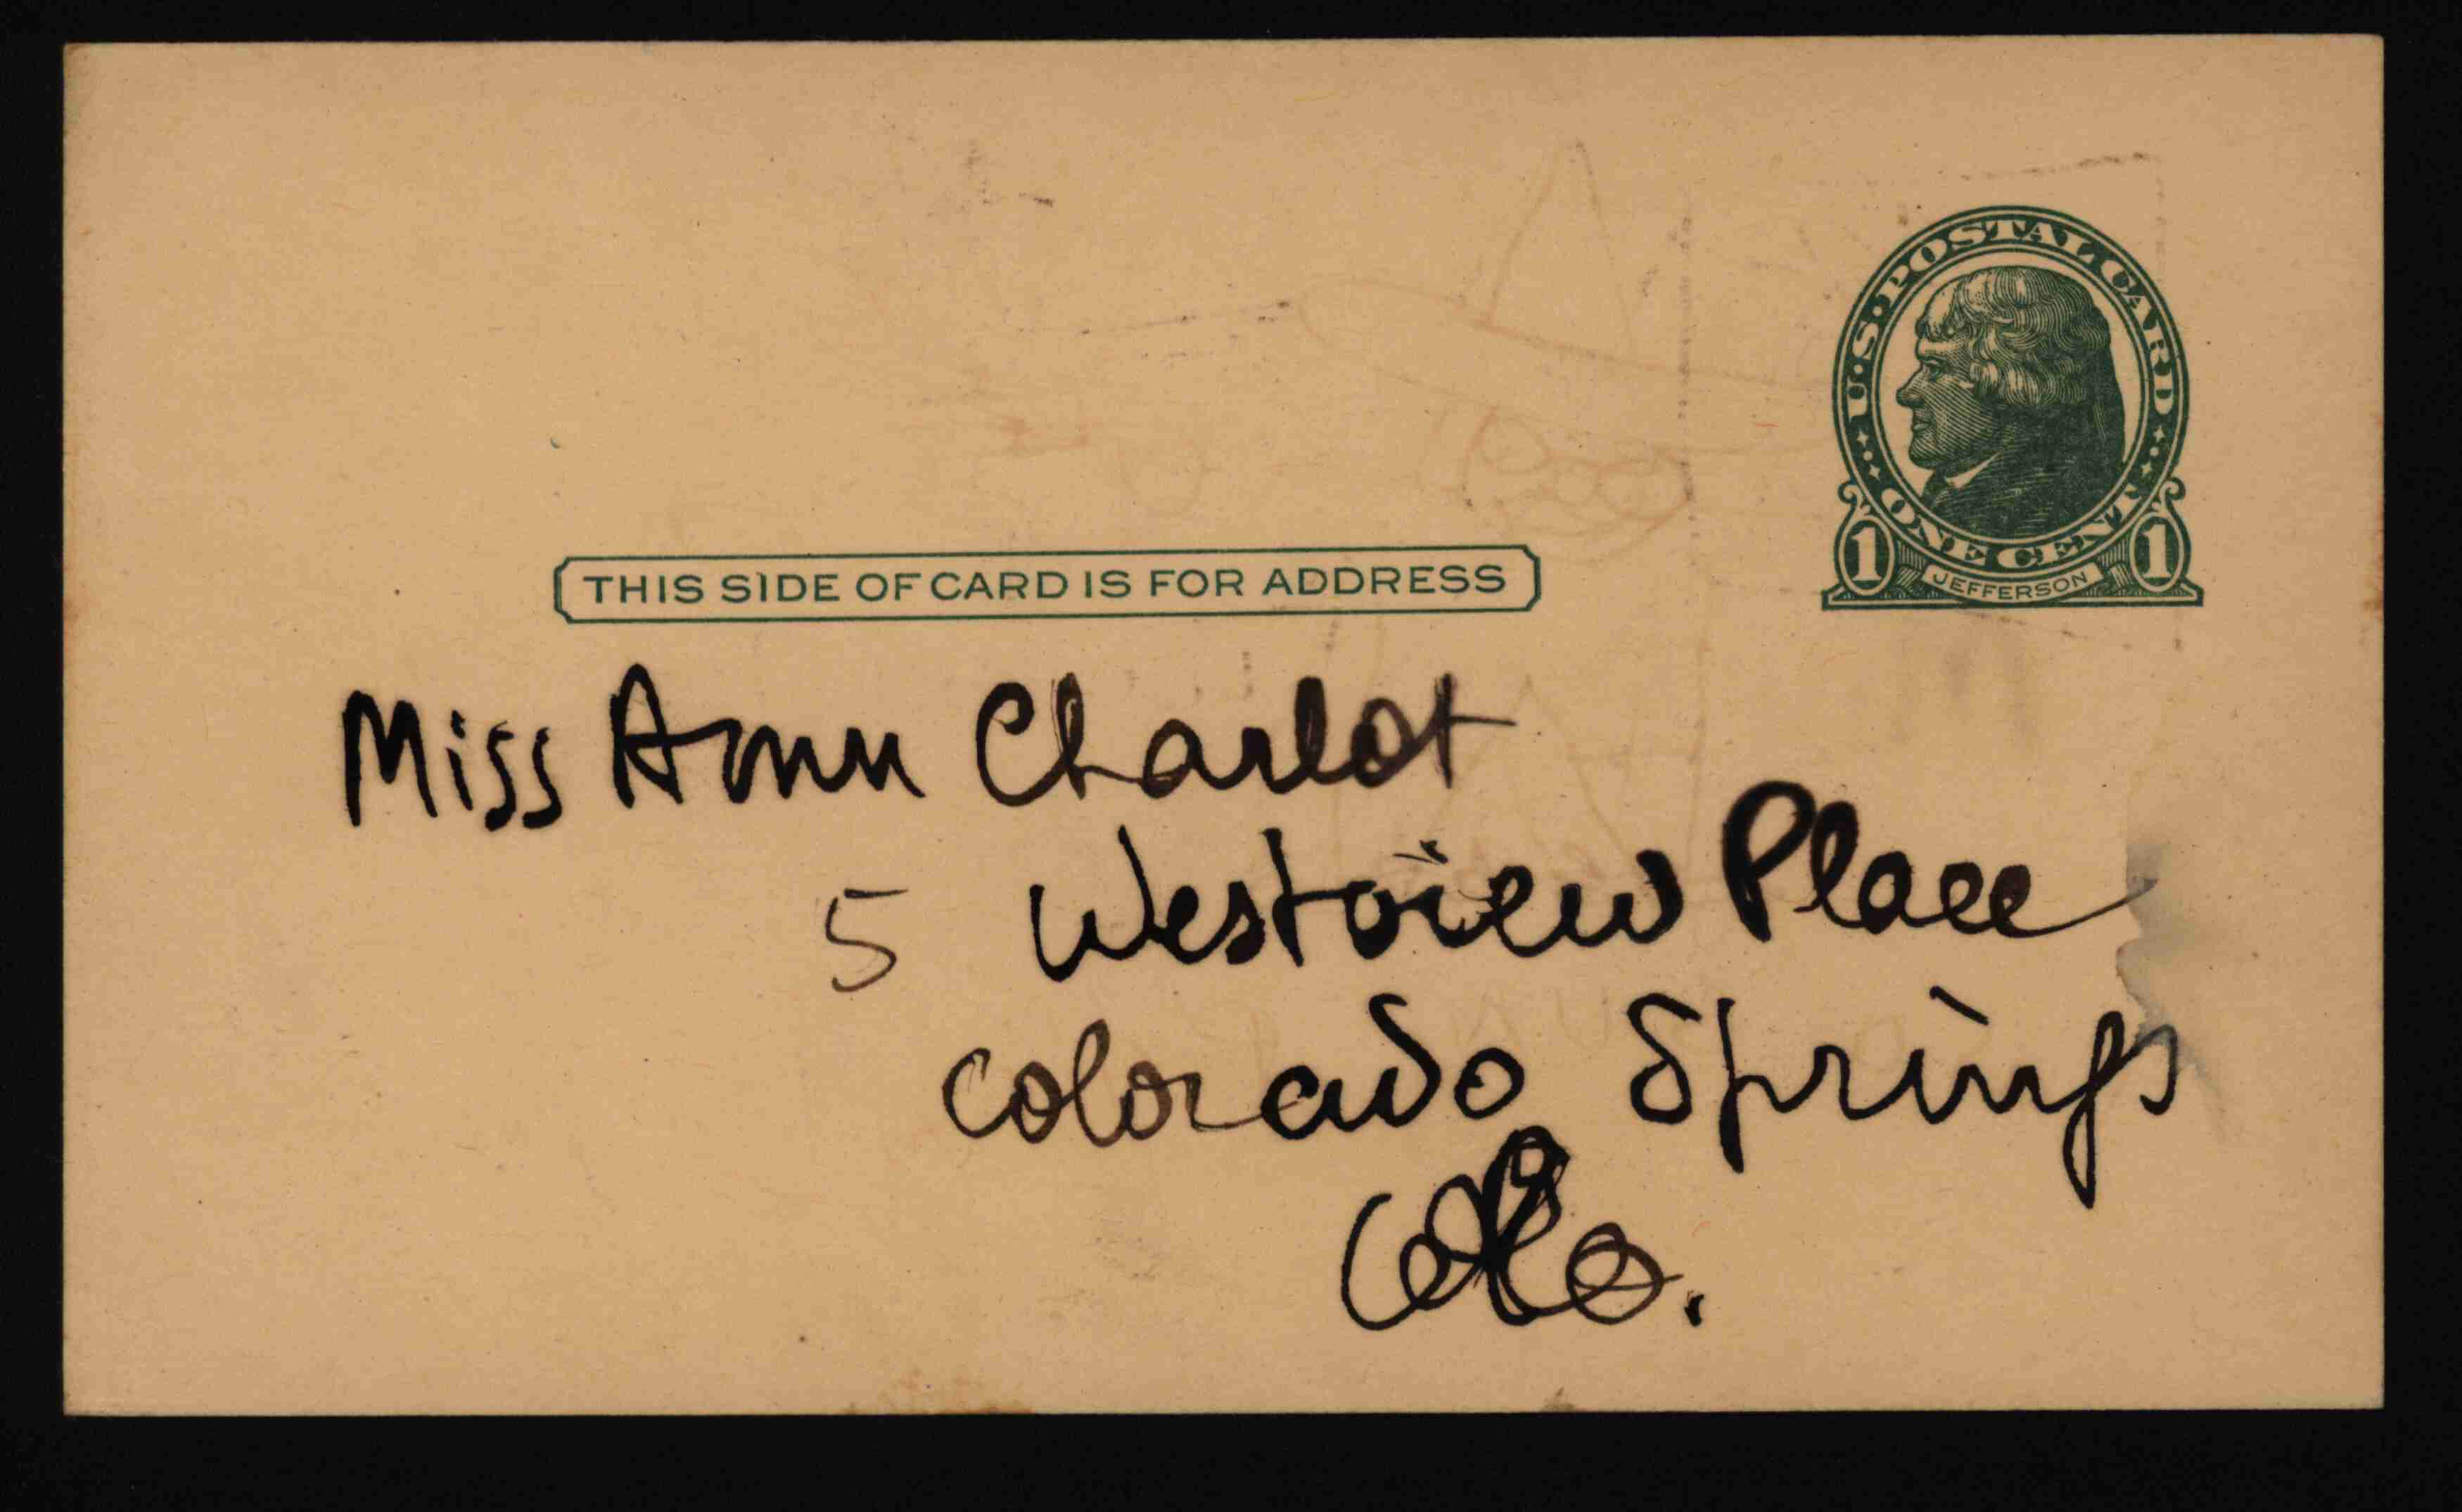 U.S. POSTAL CARD
ONE CENT
1 JEFFERSON 1
THIS SIDE OF CARD IS FOR ADDRESS
Miss Ann Charlot
5 Westview Place
Colorado Springs
Colo.